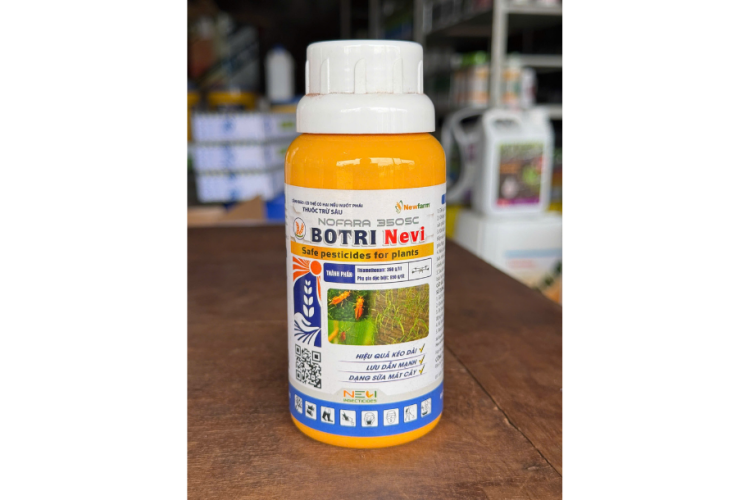 THUỐC TRỪ SÂU
Newfarm
NOFARA 350SC
BOTRI Nevi
Safe pesticides for plants
THÀNH PHẦN
HIỆU QUẢ KÉO DÀI
LƯU DẪN MẠNH
DẠNG SỮA MÁT CÂY
NEVI
INSECTICIDES